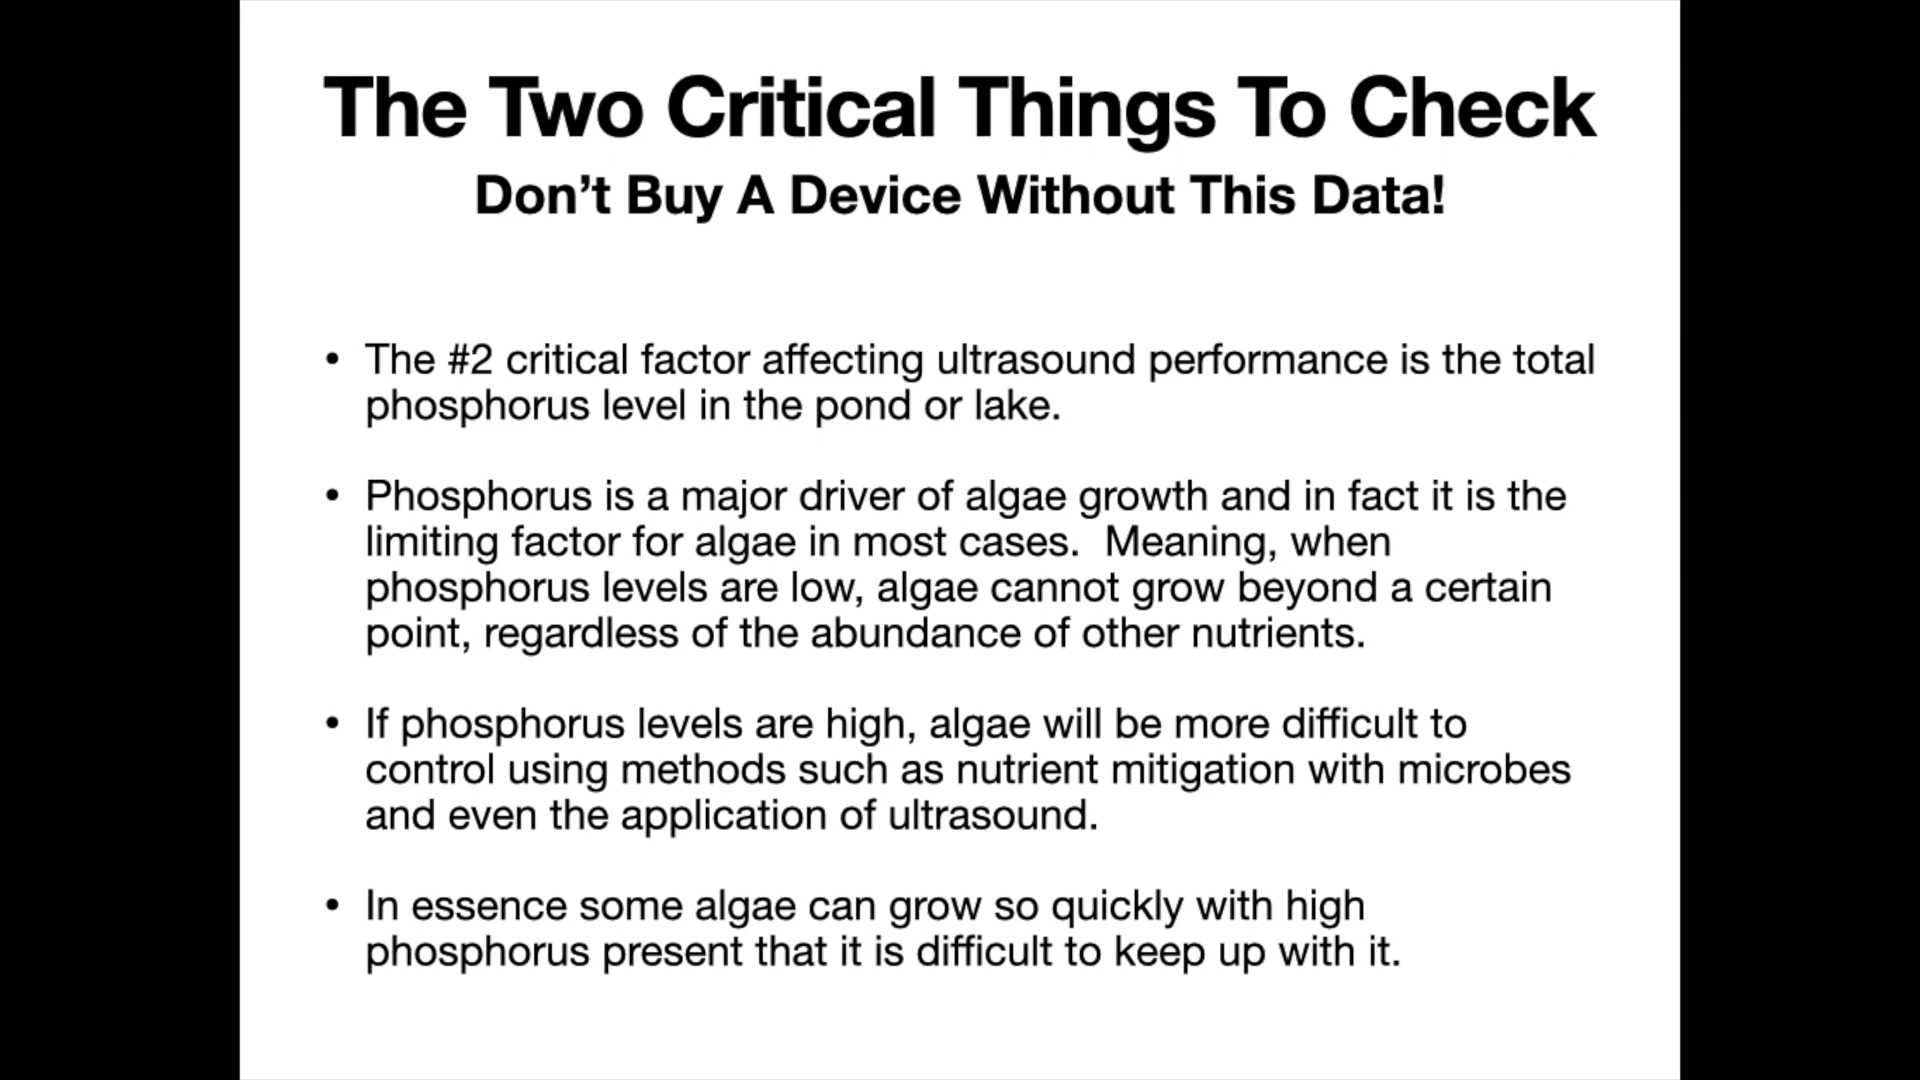 The Two Critical Things To Check
Don’t Buy A Device Without This Data!
• The #2 critical factor affecting ultrasound performance is the total
phosphorus level in the pond or lake.
• Phosphorus is a major driver of algae growth and in fact it is the
limiting factor for algae in most cases.  Meaning, when
phosphorus levels are low, algae cannot grow beyond a certain
point, regardless of the abundance of other nutrients.
• If phosphorus levels are high, algae will be more difficult to
control using methods such as nutrient mitigation with microbes
and even the application of ultrasound.
• In essence some algae can grow so quickly with high
phosphorus present that it is difficult to keep up with it.